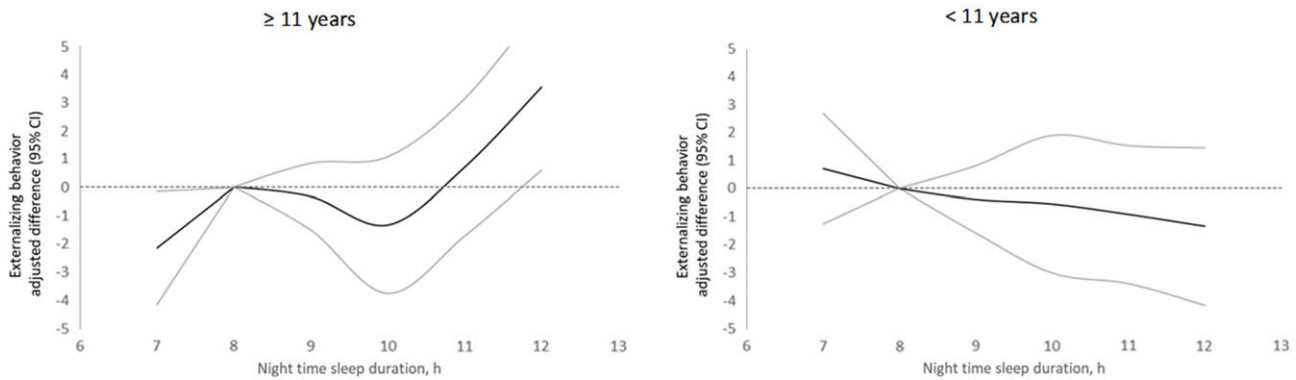 ≥ 11 years
Externalizing behavior
adjusted difference (95% CI)
5
4
3
2
1
0
-1
-2
-3
-4
-5
6 7 8 9 10 11 12 13
Night time sleep duration, h
< 11 years
Externalizing behavior
adjusted difference (95% CI)
5
4
3
2
1
0
-1
-2
-3
-4
-5
6 7 8 9 10 11 12 13
Night time sleep duration, h